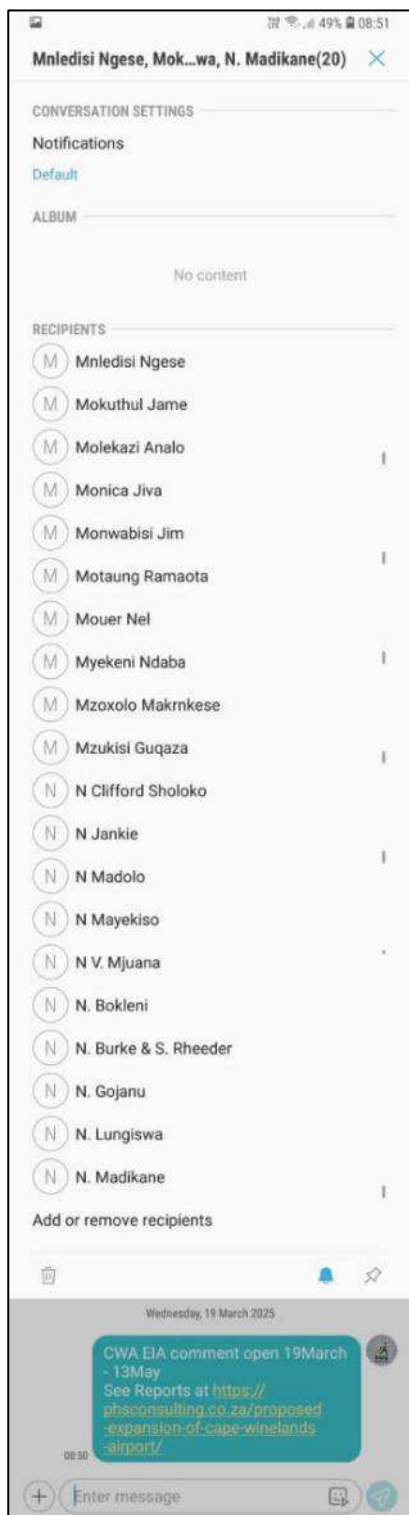 49% 08:51
Mnledisi Ngese, Mok...wa, N. Madikane(20)
CONVERSATION SETTINGS
Notifications
Default
ALBUM
No content
RECIPIENTS
M Mnledisi Ngese
M Mokuthul Jame
M Molekazi Analo
M Monica Jiva
M Monwabisi Jim
M Motaung Ramaota
M Mouer Nel
M Myekeni Ndaba
M Mzoxolo Makrnkese
M Mzukisi Guqaza
N N Clifford Sholoko
N N Jankie
N N Madolo
N N Mayekiso
N N V. Mjuana
N N. Bokleni
N N. Burke & S. Rheeder
N N. Gojanu
N N. Lungiswa
N N. Madikane
Add or remove recipients
Wednesday, 19 March 2025
CWA EIA comment open 19March
- 13May
See Reports at https://
phsconsulting.co.za/proposed
-expansion-of-cape-winelands
-airport/
08:50
Enter message